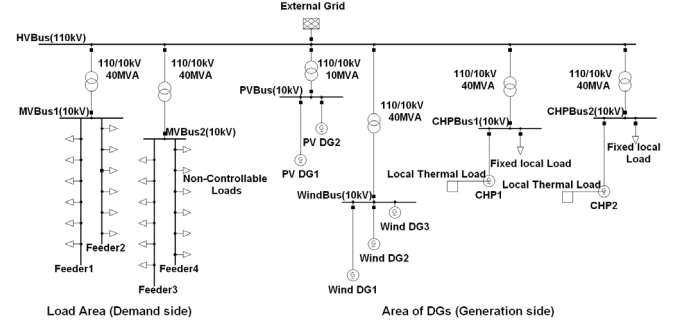 External Grid
HVBus(110kV)
110/10kV
40MVA
110/10kV
40MVA
110/10kV
10MVA
110/10kV
40MVA
110/10kV
40MVA
110/10kV
40MVA
PVBus(10kV)
MVBus1(10kV)
MVBus2(10kV)
CHPBus1(10kV)
CHPBus2(10kV)
PV DG2
PV DG1
Fixed local Load
Fixed local
Load
Non-Controllable
Loads
Local Thermal Load
CHP1
Local Thermal Load
CHP2
WindBus(10kV)
Wind DG3
Wind DG2
Wind DG1
Feeder2
Feeder1
Feeder4
Feeder3
Load Area (Demand side)
Area of DGs (Generation side)